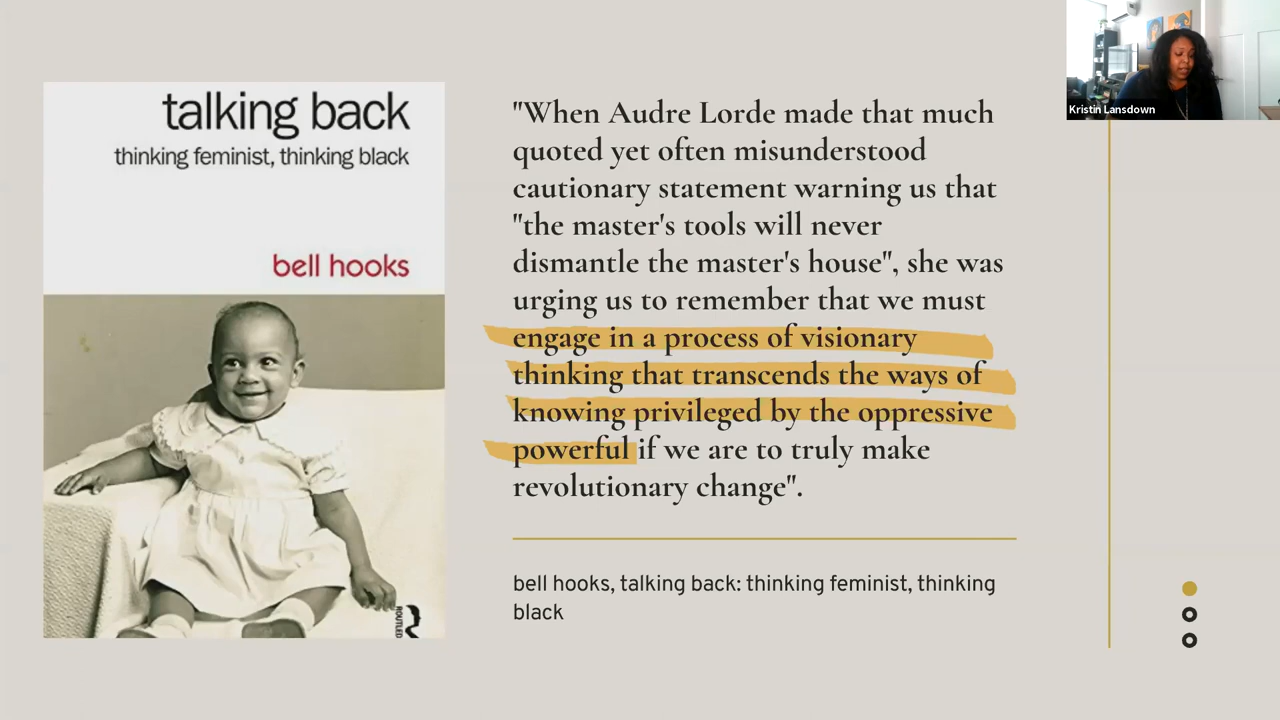 talking back
thinking feminist, thinking black
bell hooks
ROUTLED
"When Audre Lorde made that much
quoted yet often misunderstood
cautionary statement warning us that
"the master's tools will never
dismantle the master's house", she was
urging us to remember that we must
engage in a process of visionary
thinking that transcends the ways of
knowing privileged by the oppressive
powerful if we are to truly make
revolutionary change".
bell hooks, talking back: thinking feminist, thinking
black
Kristin Lansdown